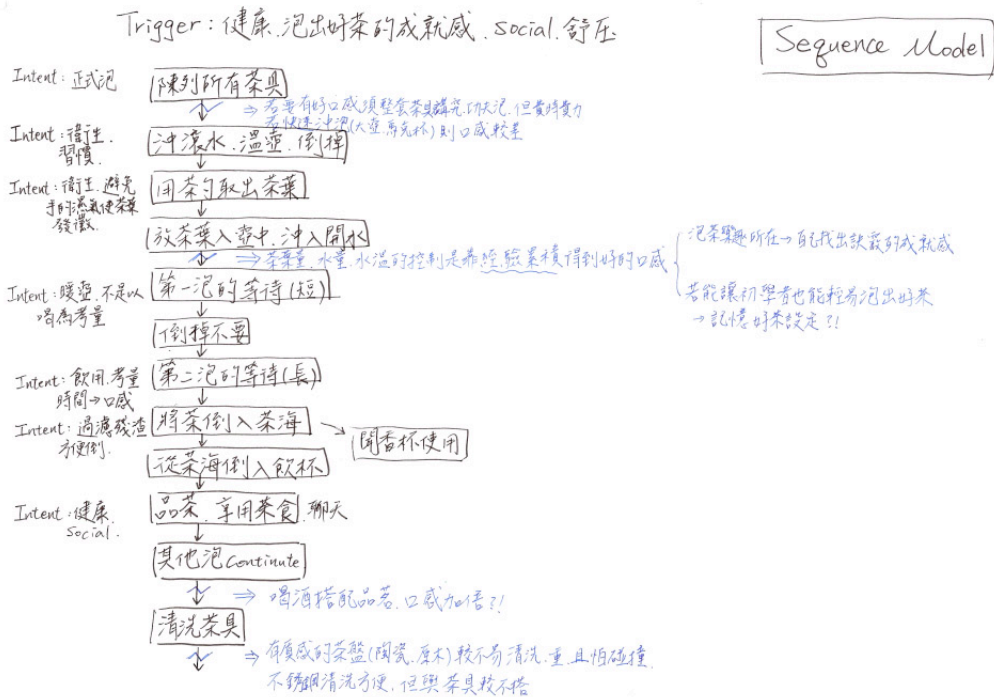 Trigger：健康、泡出好茶的成就感、social、舒压
Sequence Model
Intent：正式泡
陳列所有茶具
⇒ 若要有好口感須整套茶具講究功夫泡，但費時費力
若快速沖泡(大壺、馬克杯)則口感較差
Intent：衛生、
習慣.
沖滾水、溫壺、倒掉
Intent：衛生、避免
手的濕氣使茶葉
發黴.
用茶勺取出茶葉
放茶葉入壺中、沖入開水
⇒ 茶葉量、水量、水溫的控制是靠經驗累積得到好的口感
泡茶樂趣所在→自己找出訣竅的成就感
若能讓初學者也能輕易泡出好茶
→記憶好茶設定?!
Intent：暖壺、不足以
喝為考量
第一泡的等待(短)
倒掉不要
Intent：飲用、考量
時間→口感
第二泡的等待(長)
Intent：過濾殘渣
方便倒.
將茶倒入茶海
聞香杯使用
從茶海倒入飲杯
Intent：健康、
Social.
品茶、享用茶食、聊天
其他泡Continute
⇒ 喝酒搭配品茗、口感加倍?!
清洗茶具
⇒ 有質感的茶盤(陶瓷、原木)較不易清洗、重、且怕碰撞、
不銹鋼清洗方便，但與茶具較不搭